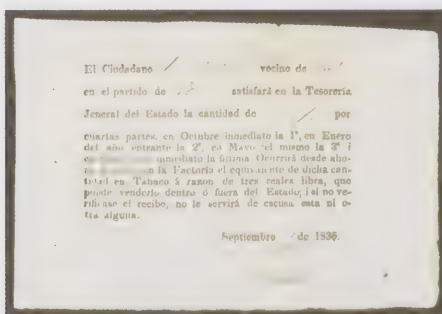 El Ciudadano vecino de
en el partido de satisfará en la Tesorería
Jeneral del Estado la cantidad de por
cuartas partes, en Octubre inmediato la 1ª, en Enero
del año entrante la 2ª, en Mayo el mismo la 3ª i
en inmediato la última Ocurrirá desde aho-
en la Factoría el equivalente de dicha can-
tidad en Tabaco á razon de tres reales libra, que
puede venderlo dentro ó fuera del Estado; i si no ve-
rificase el recibo, no le servirá de escusa esta ni o-
tra alguna.
Septiembre de 1836.